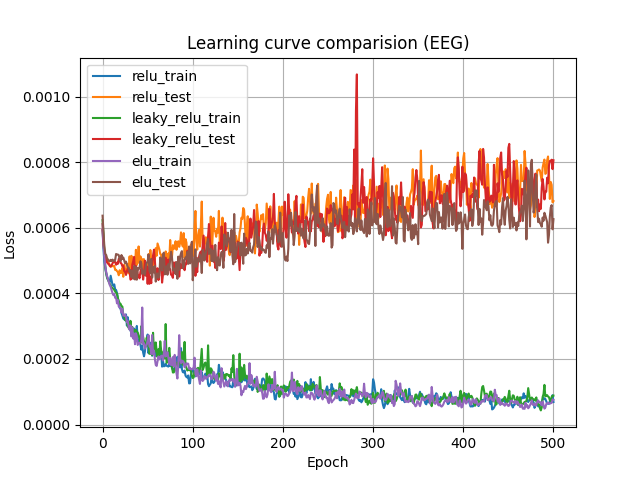 Learning curve comparision (EEG)
relu_train
relu_test
leaky_relu_train
leaky_relu_test
elu_train
elu_test
Loss
0.0010
0.0008
0.0006
0.0004
0.0002
0.0000
0 100 200 300 400 500
Epoch